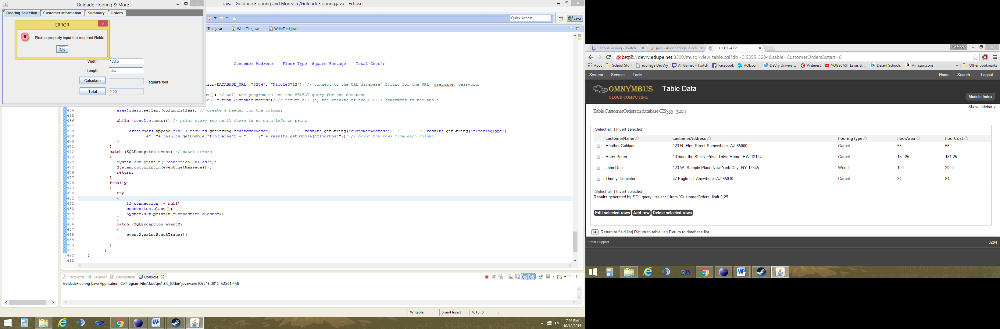 Goldade Flooring & More
Flooring Selection Customer Information Summary Orders
ERROR
Please properly input the required Fields
OK
Width 123.5
Length abc
Calculate square foot
Total 0.00
Java - Goldade Flooring and More/src/GoldadeFlooring.java - Eclipse
Quick Access Java
dTest.java WriteFile.java WriteTest.java
Customer Address    Floor Type  Square Footage    Total Cost";
ction(DATABASE_URL, "3204", "Nicole3712"); // connect to the URL database" String for the URL, username, password;
nt(); // tell the program to use the SELECT query for the database
LECT * from CustomerOrders"); // return all (*) the results of the SELECT statement in the table
464 areaOrders.setText(columnTitles); // create a header for the columns
465
466 while (results.next()) // print every row until there is no data left to print
467 {
468 areaOrders.append("\n" + results.getString("customerName") +"        "+ results.getString("customerAddress") +"        "+ results.getString("flooringType")
469 +"  "+ results.getDouble("floorArea") + "     $" + results.getDouble("floorCost")); // print the rows from each column
470 }
471 }
472 catch (SQLException event) // catch errors
473 {
474 System.out.println("Connection Failed!");
475 System.out.println(event.getMessage());
476 return;
477 }
478 finally
479 {
480 try
481 {
482 if(connection != null)
483 connection.close();
484 System.out.println("Connection closed");
485 }
486 catch (SQLException event2)
487 {
488 event2.printStackTrace();
489 }
490 }
491 }
492 }
493
Problems @ Javadoc Declaration Console
GoldadeFlooring [Java Application] C:\Program Files\Java\jre1.8.0_60\bin\javaw.exe (Oct 18, 2015, 7:25:51 PM)
Writable Smart Insert 481 : 18
7:26 PM
10/18/2015
SeriousGaming - Twitch java - Align Strings in colu E.D.U.P.E-APP Heather
https://devry.edupe.net:8300/mysql/view_table.cgi?db=CIS355_3204&table=CustomerOrders&start=0
Apps School Stuff ecollege DevVry All Games - Twitch Facebook AOL.com DeVry University Pinterest YOGSCAST Lewis & ... Desert Schools Amazon.com » Other bookmarks
System Servers Tools Home Search Logout
OMNYMBUS Table Data
CLOUD COMPUTING Module Index
Show sidebar »
Table CustomerOrders in database CIS355_3204
Select all. | Invert selection.
customerName customerAddress flooringType floorArea floorCost
Heather Goldade 123 N. First Street Somewhere, AZ 85000 Carpet 55 550
Harry Potter 1 Under the Stairs, Privat Drive Home, HW 12124 Carpet 18.125 181.25
John Doe 123 W. Sample Place New York City, NY 12345 Wood 100 2000
Timmy Timpleton 47 Eugie Ln. Anywhere, AZ 85010 Carpet 84 840
Select all. | Invert selection.
Results generated by SQL query : select * from `CustomerOrders` limit 0,25
Edit selected rows Add row Delete selected rows
Return to field list| Return to table list| Return to database list
Email Support 3204
YOUTUBE.COM/JBDRAWING